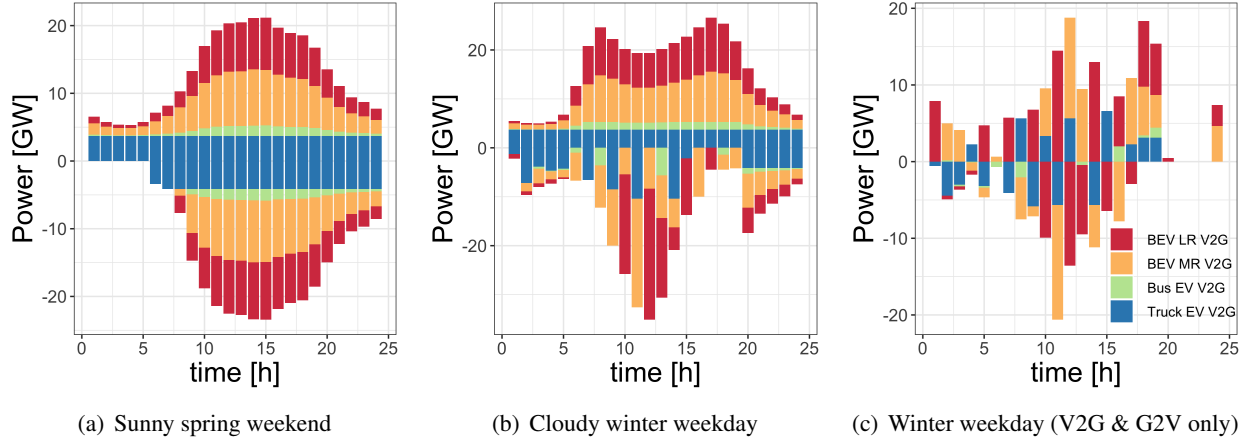 Power [GW]
20
10
0
-10
-20
0 5 10 15 20 25
time [h]
(a) Sunny spring weekend
Power [GW]
20
0
-20
0 5 10 15 20 25
time [h]
(b) Cloudy winter weekday
Power [GW]
20
10
0
-10
-20
0 5 10 15 20 25
time [h]
BEV LR V2G
BEV MR V2G
Bus EV V2G
Truck EV V2G
(c) Winter weekday (V2G & G2V only)